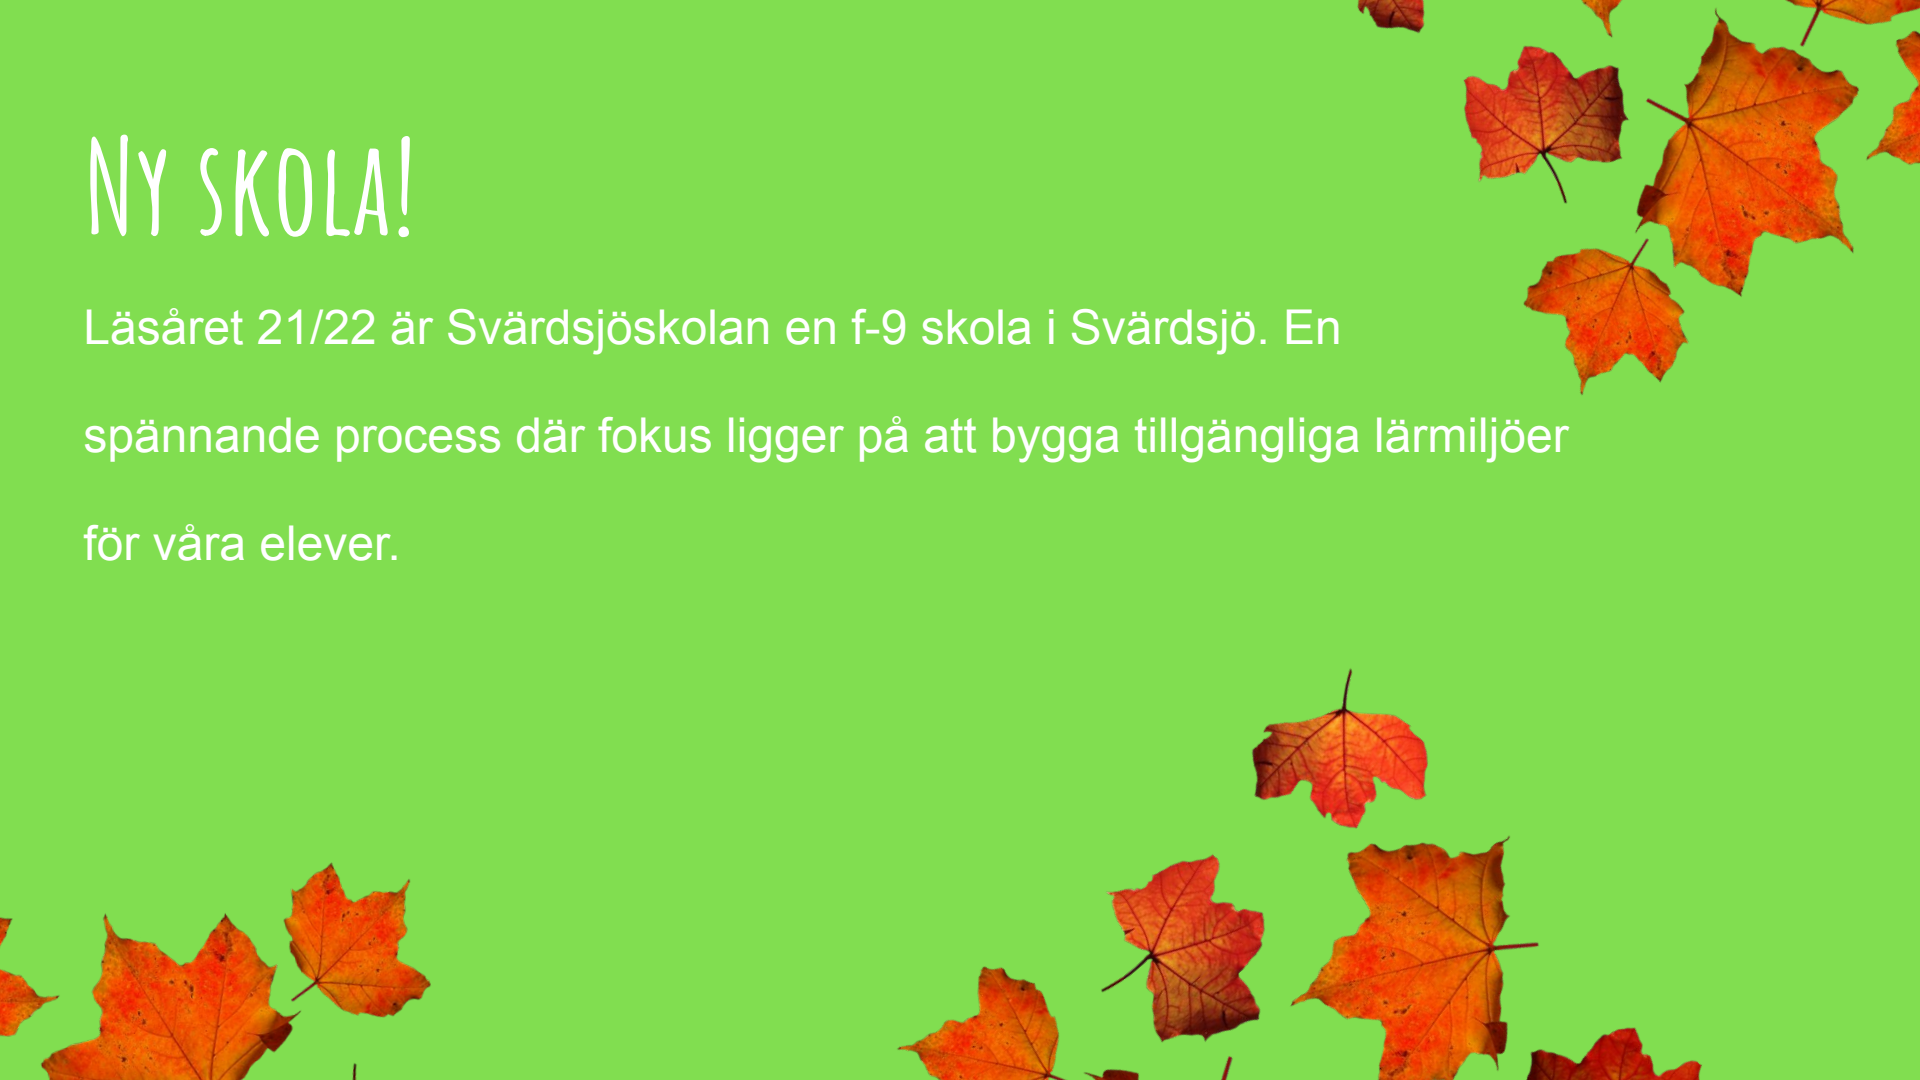 Ny skola!
Läsåret 21/22 är Svärdsjöskolan en f-9 skola i Svärdsjö. En
spännande process där fokus ligger på att bygga tillgängliga lärmiljöer
för våra elever.